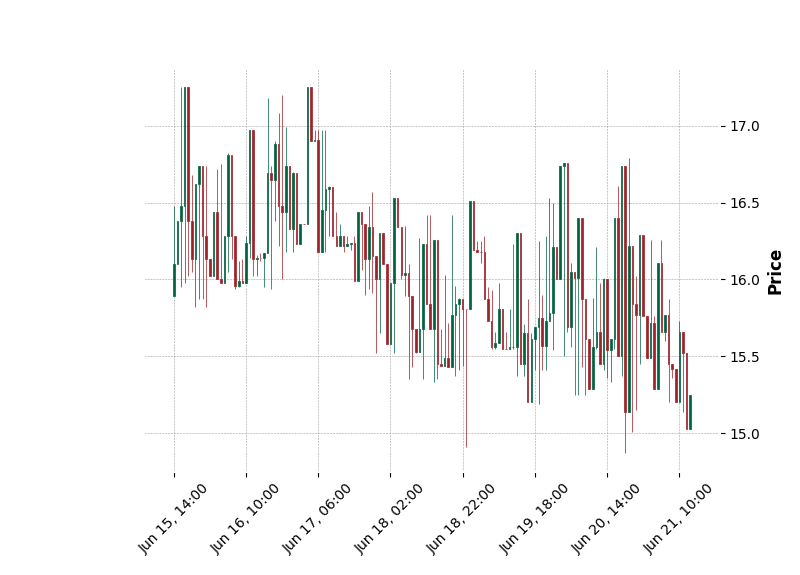 17.0
16.5
16.0
15.5
15.0
Price
Jun 15, 14:00
Jun 16, 10:00
Jun 17, 06:00
Jun 18, 02:00
Jun 18, 22:00
Jun 19, 18:00
Jun 20, 14:00
Jun 21, 10:00